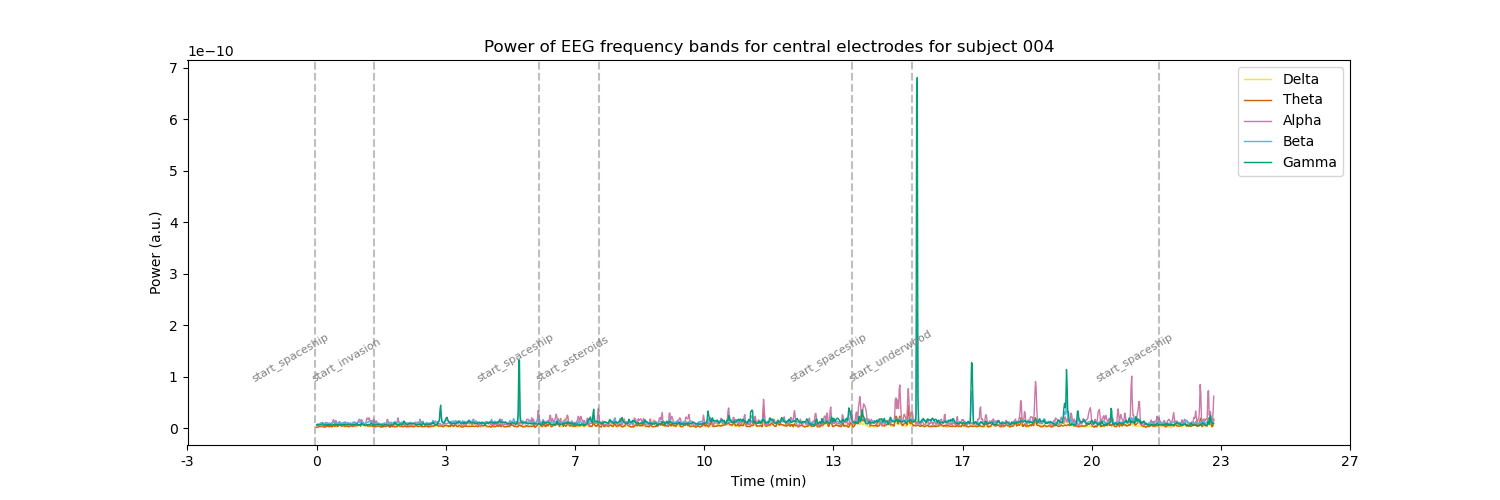 Power of EEG frequency bands for central electrodes for subject 004
1e−10
7
6
5
4
3
2
1
0
Power (a.u.)
start_spaceship
start_invasion
start_spaceship
start_asteroids
start_spaceship
start_underwood
start_spaceship
Delta
Theta
Alpha
Beta
Gamma
-3 0 3 7 10 13 17 20 23 27
Time (min)